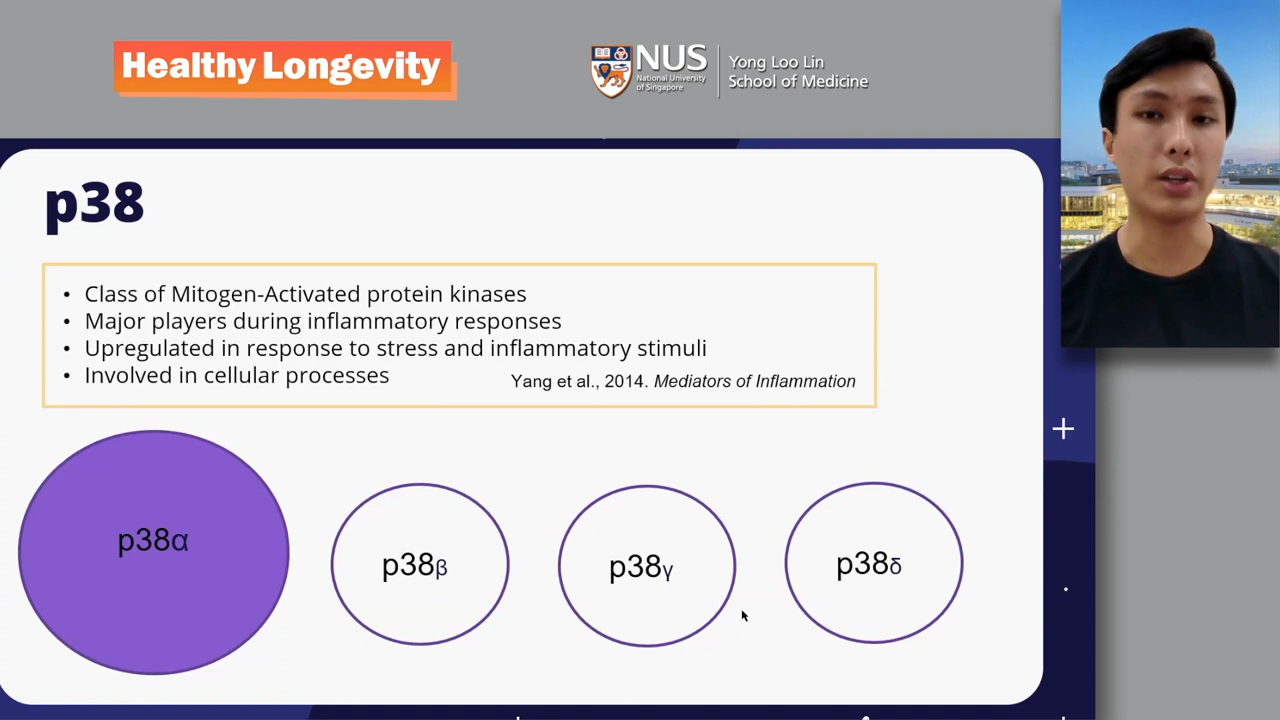 Healthy Longevity
NUS
National University
of Singapore
Yong Loo Lin
School of Medicine
p38
• Class of Mitogen-Activated protein kinases
• Major players during inflammatory responses
• Upregulated in response to stress and inflammatory stimuli
• Involved in cellular processes
Yang et al., 2014. Mediators of Inflammation
p38α
p38β
p38γ
p38δ